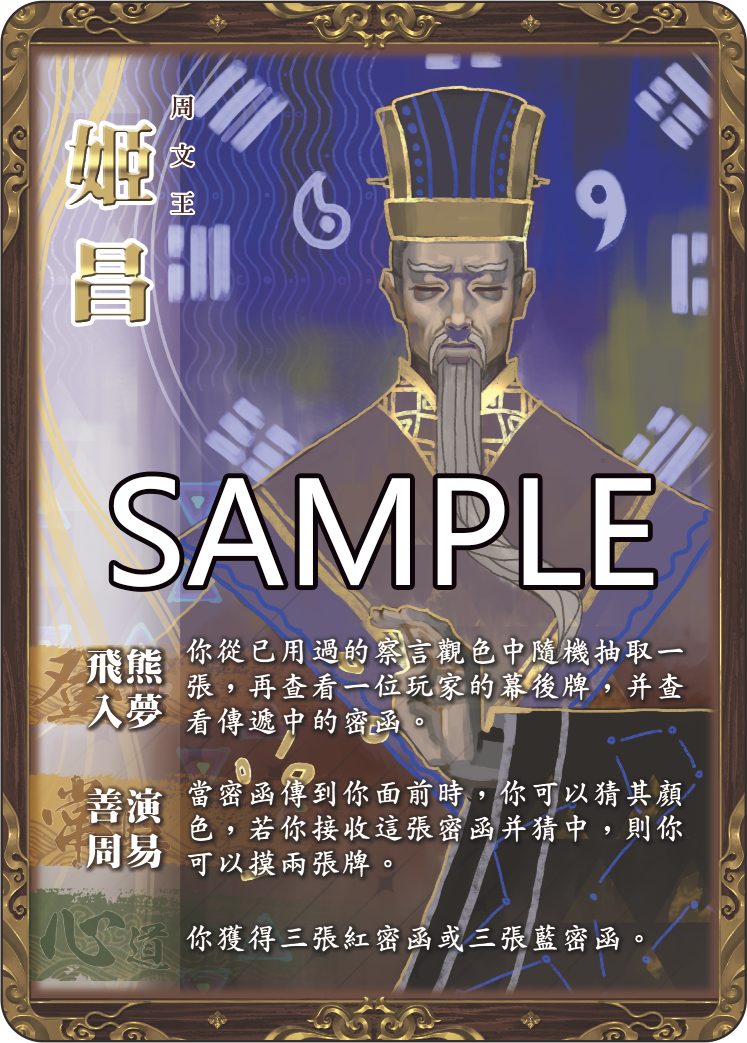 周文王
姬昌
SAMPLE
登
飛熊
入夢
你從已用過的察言觀色中隨機抽取一
張，再查看一位玩家的幕後牌，并查
看傳遞中的密函。
常
善演
周易
當密函傳到你面前時，你可以猜其顏
色，若你接收這張密函并猜中，則你
可以摸兩張牌。
心道
你獲得三張紅密函或三張藍密函。